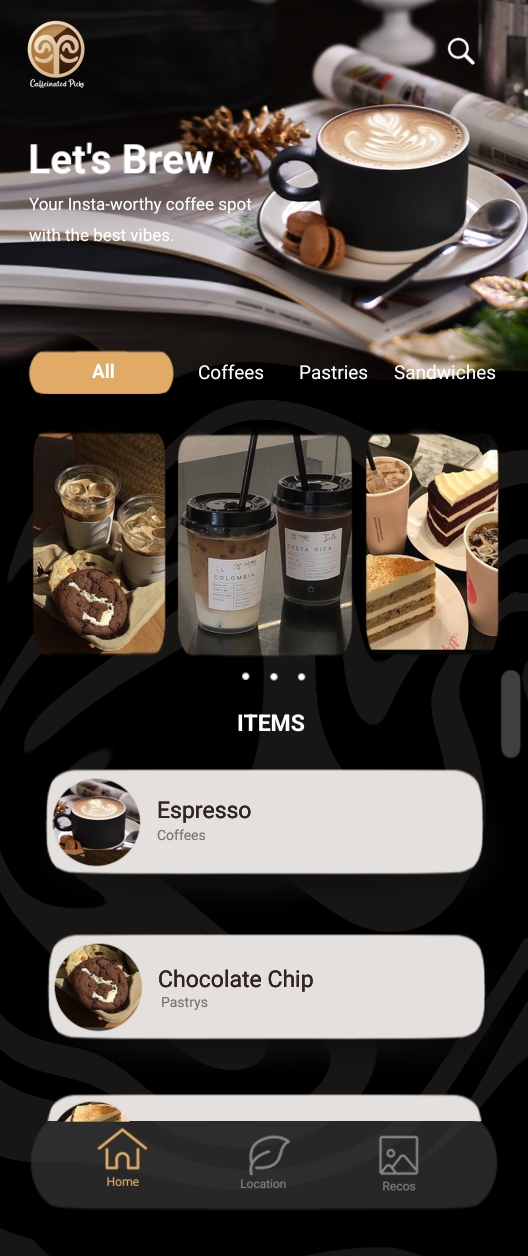 Caffeinated Picks
Let's Brew
Your Insta-worthy coffee spot
with the best vibes.
All Coffees Pastries Sandwiches
COLOMBIA
COSTA RICA
ITEMS
Espresso
Coffees
Chocolate Chip
Pastrys
Home Location Recos